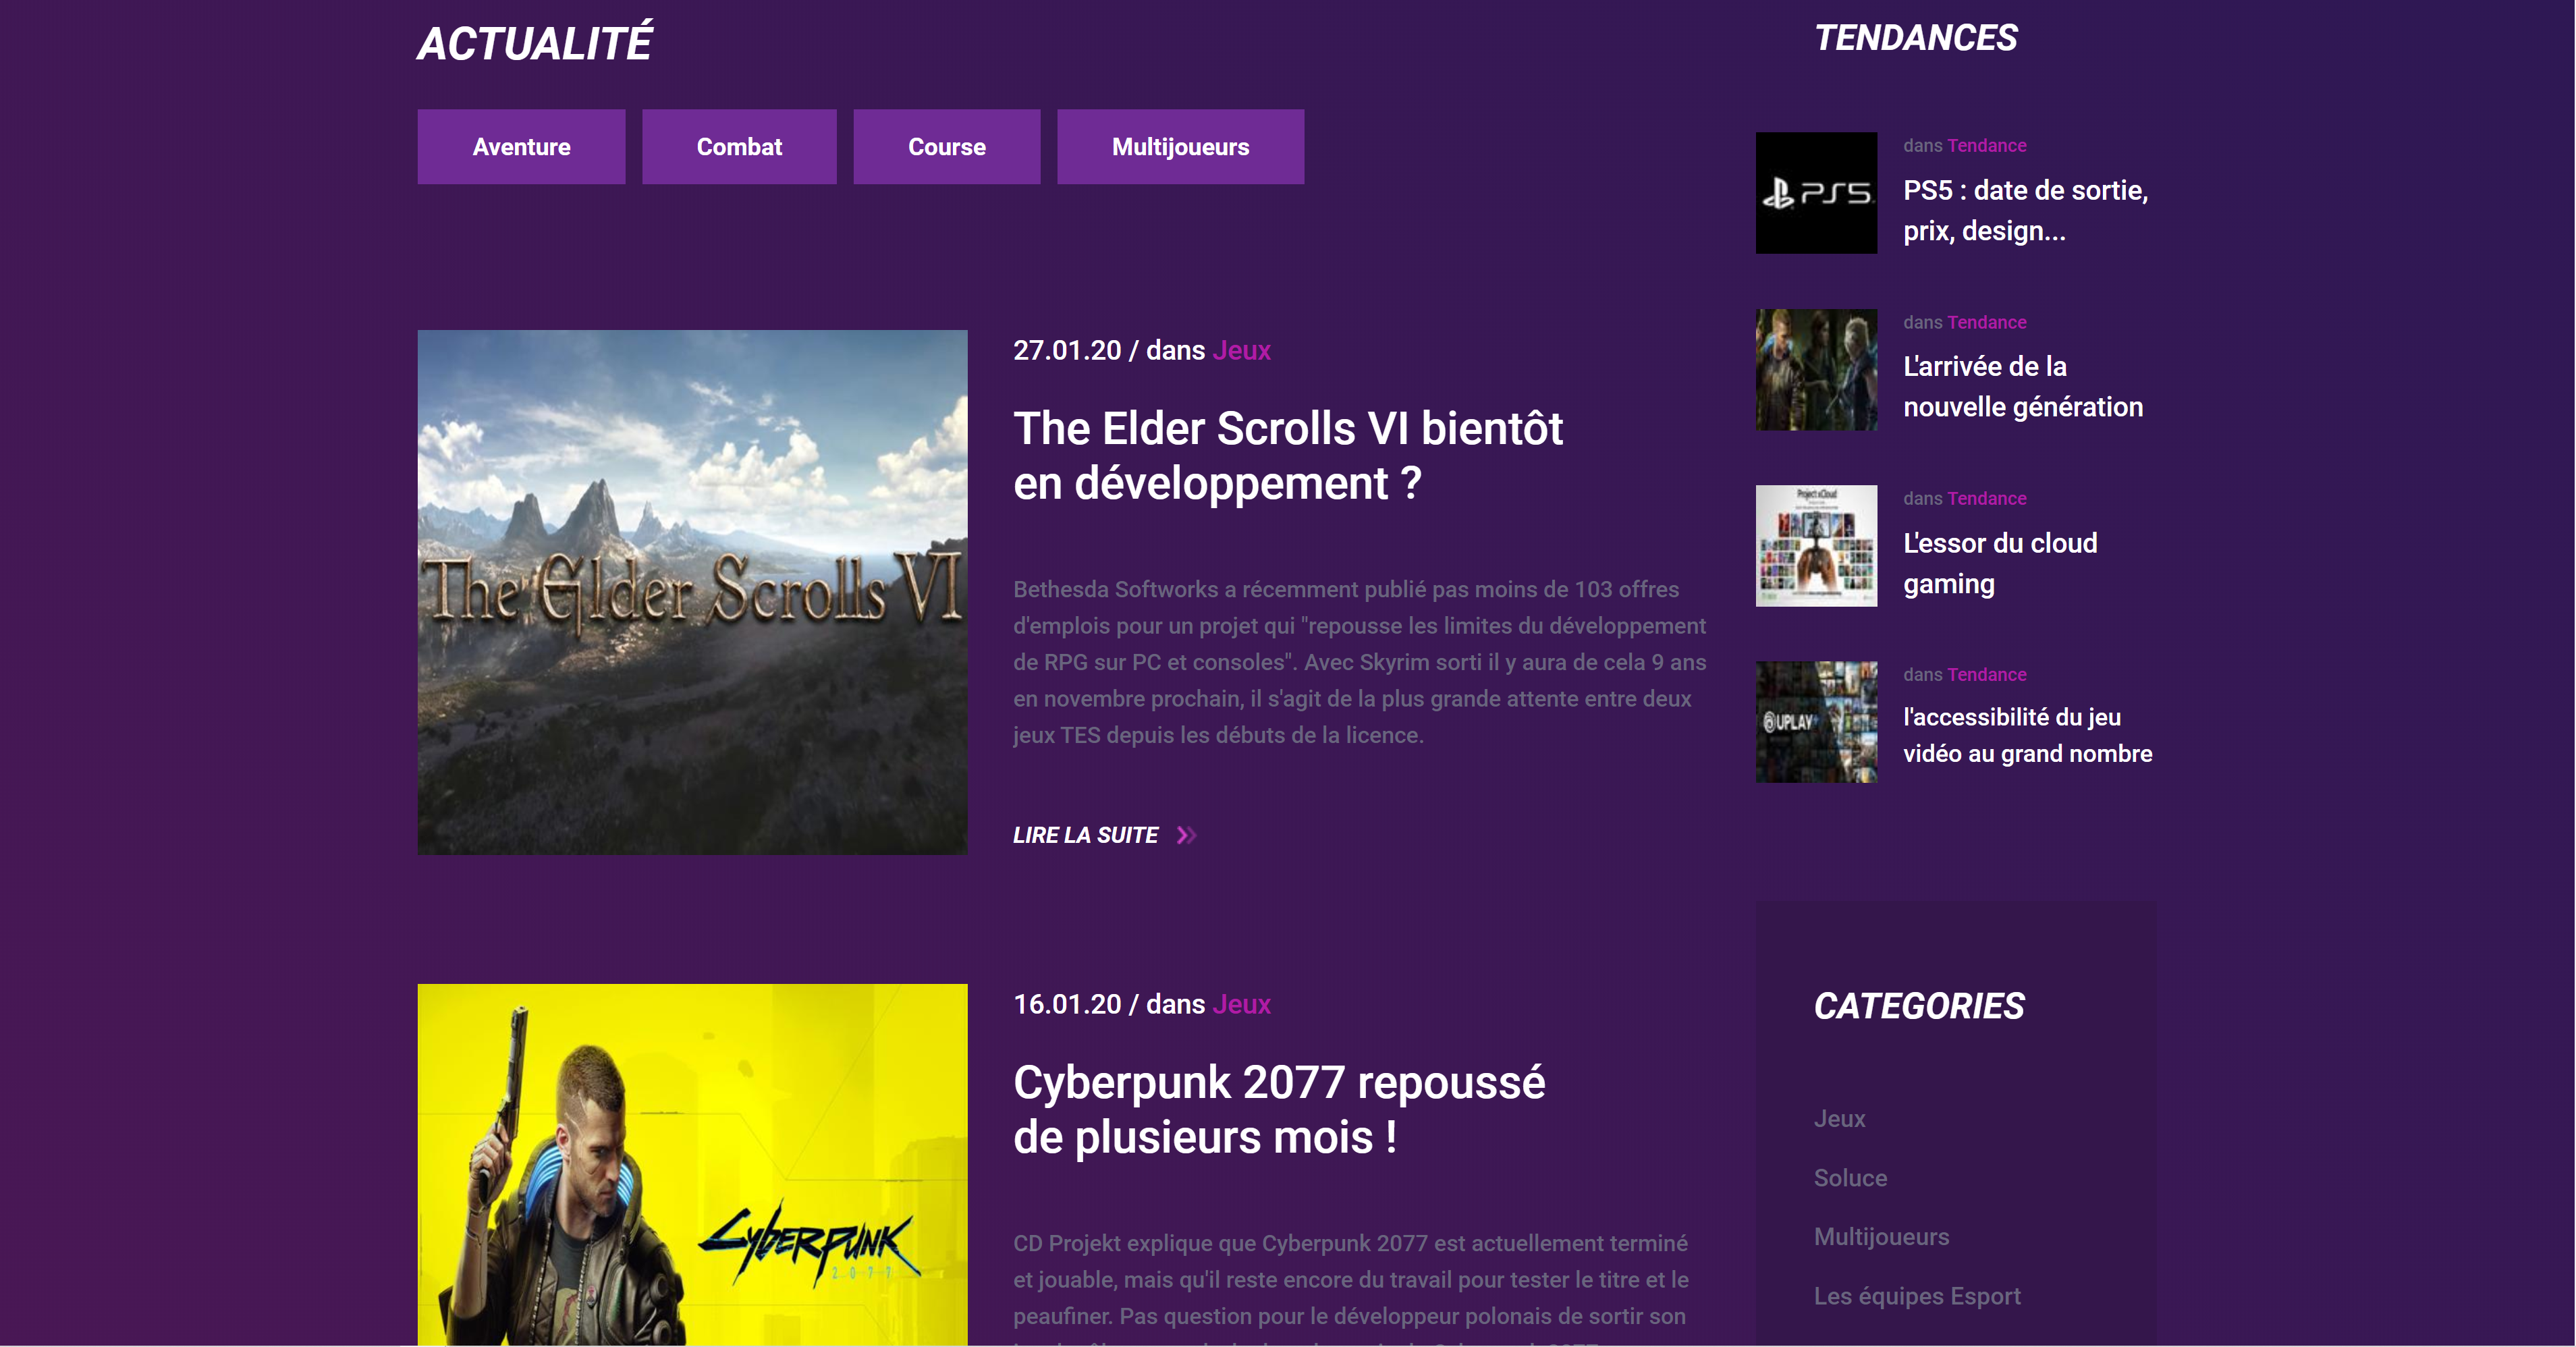 ACTUALITÉ
Aventure
Combat
Course
Multijoueurs
The Elder Scrolls VI
27.01.20 / dans Jeux
The Elder Scrolls VI bientôt
en développement ?
Bethesda Softworks a récemment publié pas moins de 103 offres
d'emplois pour un projet qui "repousse les limites du développement
de RPG sur PC et consoles". Avec Skyrim sorti il y aura de cela 9 ans
en novembre prochain, il s'agit de la plus grande attente entre deux
jeux TES depuis les débuts de la licence.
LIRE LA SUITE
CYBERPUNK
2077
16.01.20 / dans Jeux
Cyberpunk 2077 repoussé
de plusieurs mois !
CD Projekt explique que Cyberpunk 2077 est actuellement terminé
et jouable, mais qu'il reste encore du travail pour tester le titre et le
peaufiner. Pas question pour le développeur polonais de sortir son
TENDANCES
PS5
dans Tendance
PS5 : date de sortie,
prix, design...
dans Tendance
L'arrivée de la
nouvelle génération
Project xCloud
dans Tendance
L'essor du cloud
gaming
UPLAY
dans Tendance
l'accessibilité du jeu
vidéo au grand nombre
CATEGORIES
Jeux
Soluce
Multijoueurs
Les équipes Esport